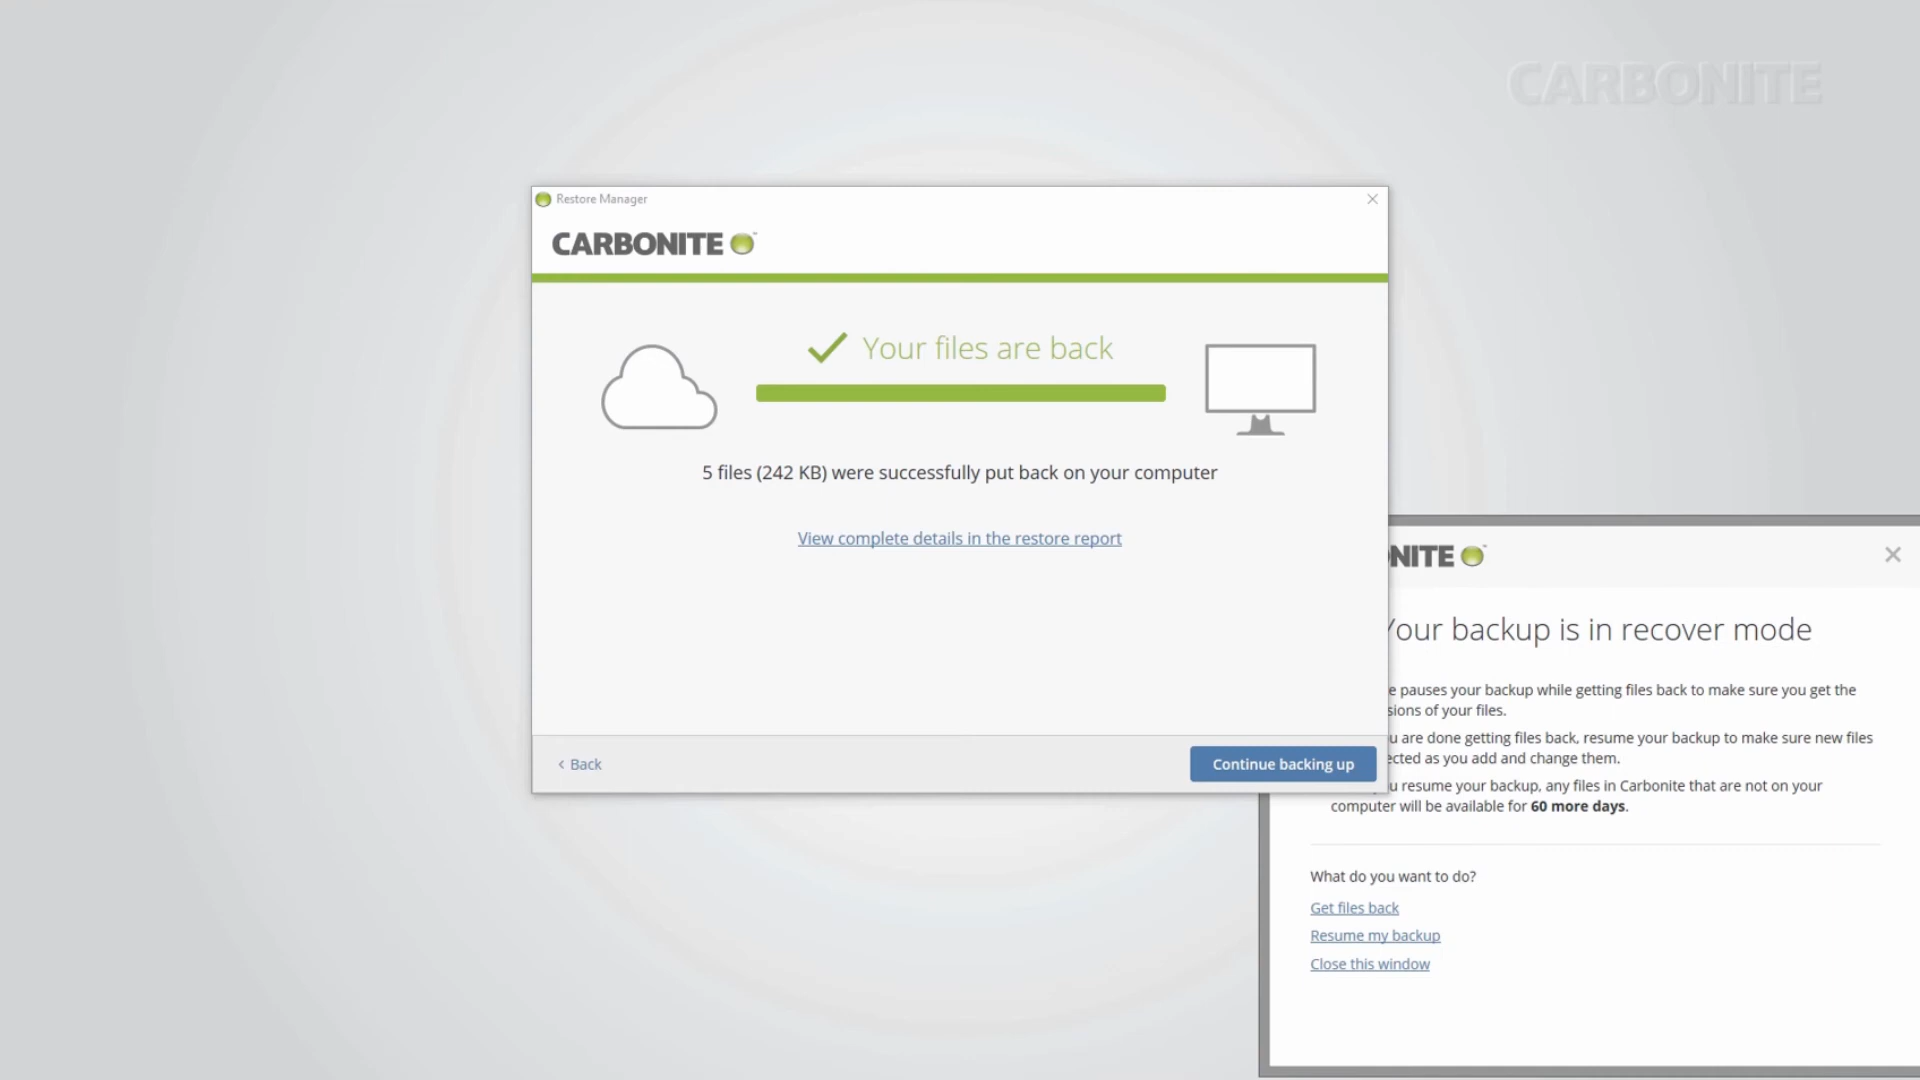 CARBONITE
Restore Manager
CARBONITE
Your files are back
5 files (242 KB) were successfully put back on your computer
View complete details in the restore report
< Back
Continue backing up
NITE
Your backup is in recover mode
pauses your backup while getting files back to make sure you get the
of your files.
are done getting files back, resume your backup to make sure new files
as you add and change them.
resume your backup, any files in Carbonite that are not on your
computer will be available for 60 more days.
What do you want to do?
Get files back
Resume my backup
Close this window